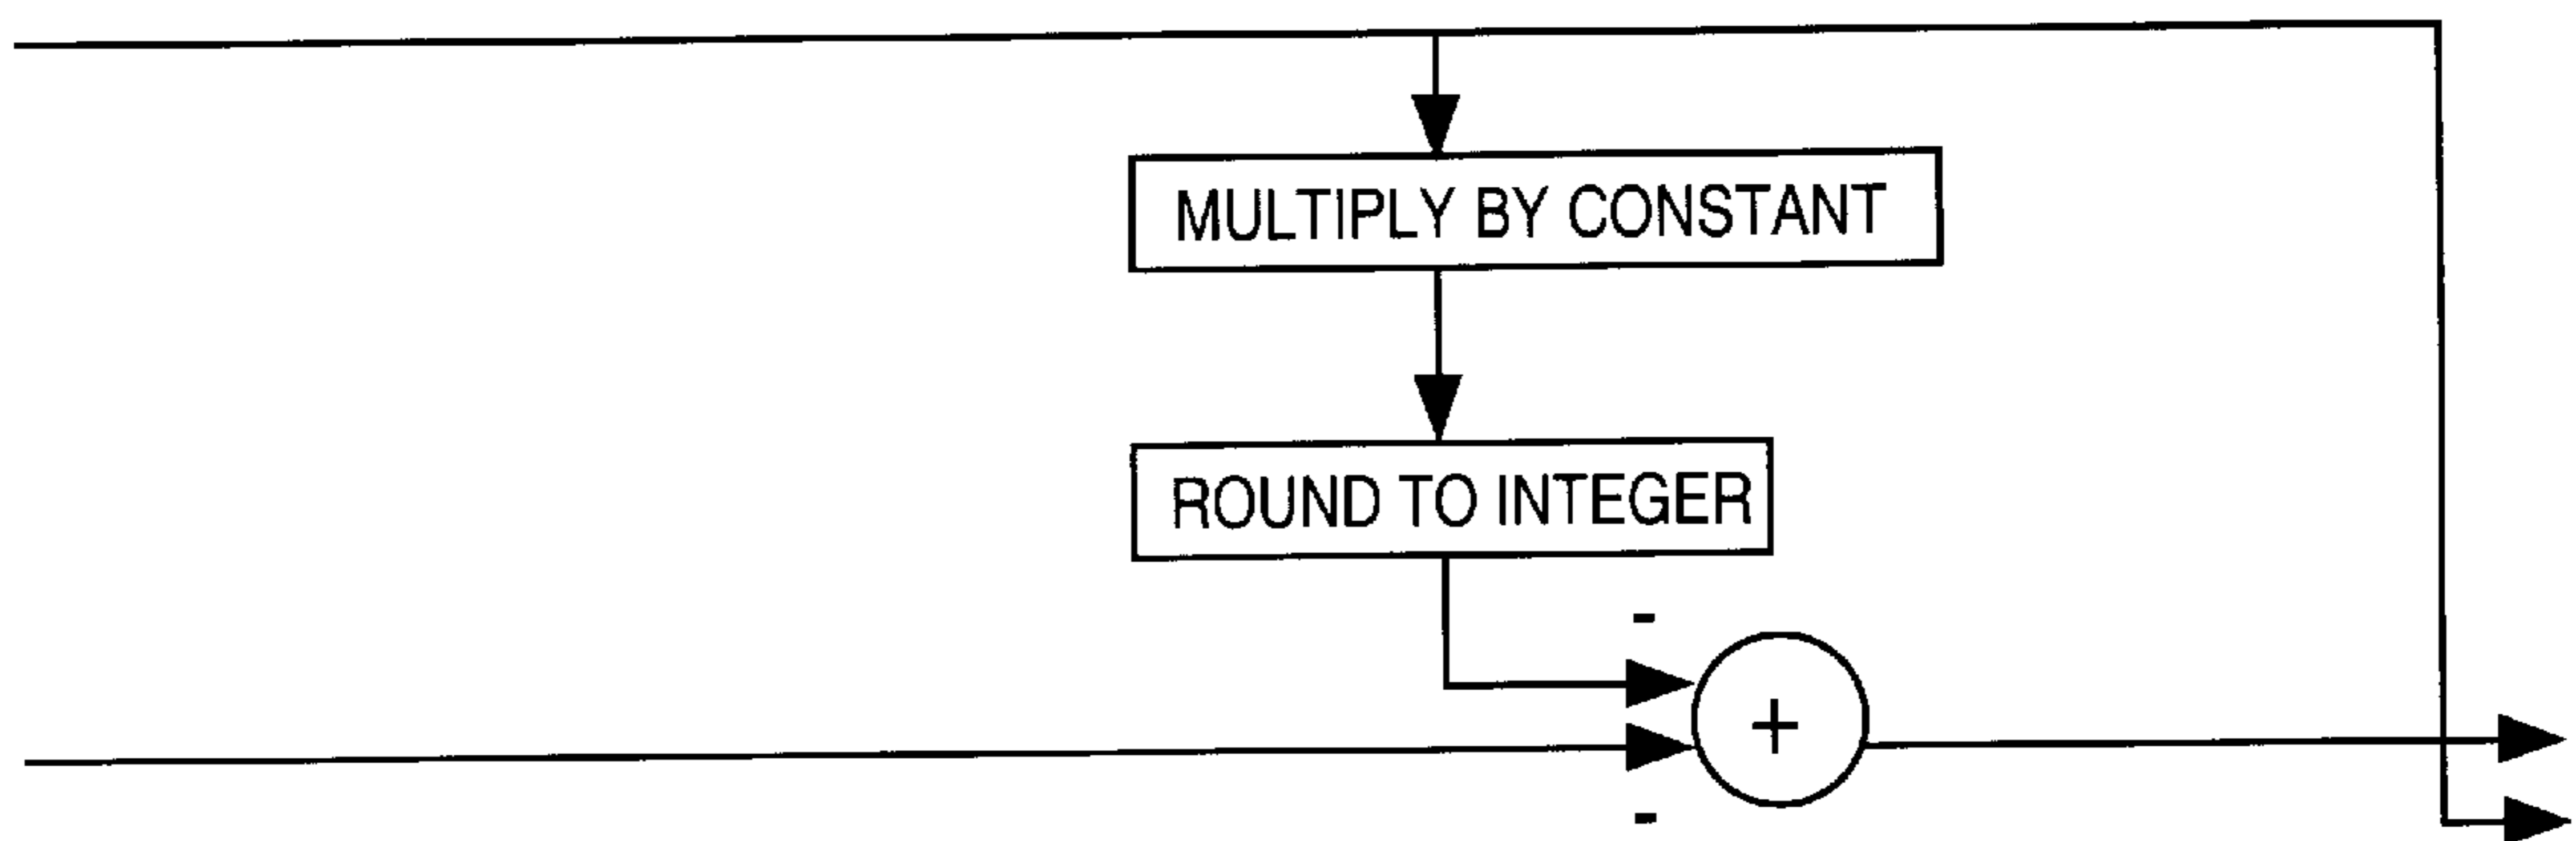 MULTIPLY BY CONSTANT
ROUND TO INTEGER
-
+
-